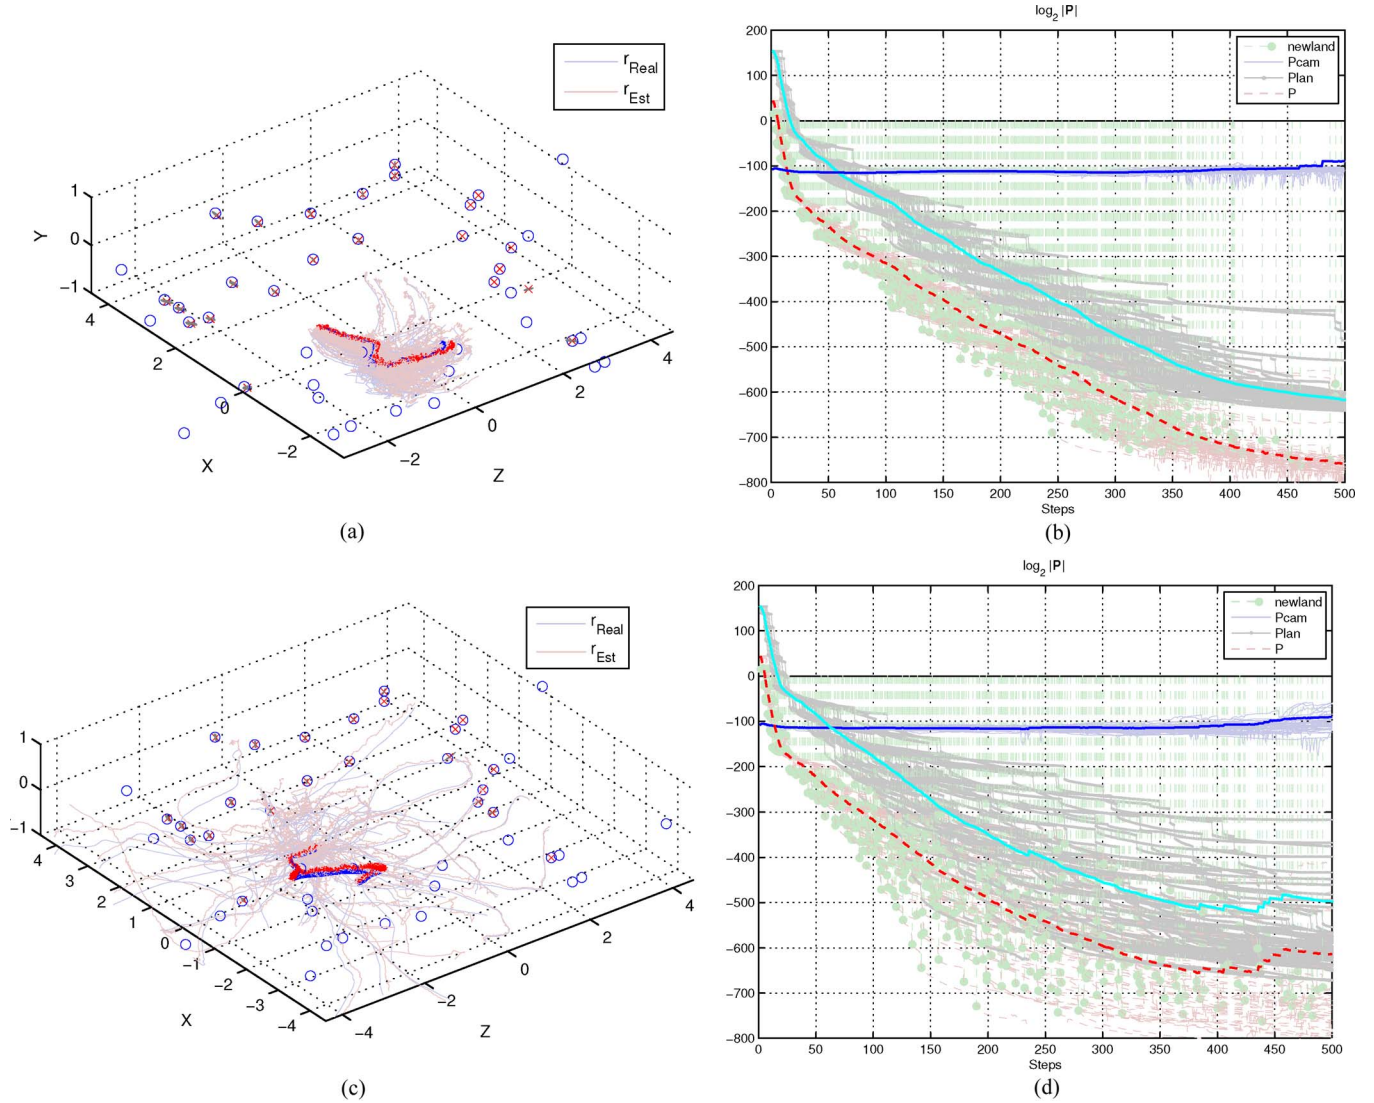 r_Real
r_Est
Y
1
0
−1
4
2
0
−2
X
−2
0
2
4
Z
(a)
log2 |P|
newland
Pcam
Plan
P
200
100
0
−100
−200
−300
−400
−500
−600
−700
−800
0 50 100 150 200 250 300 350 400 450 500
Steps
(b)
r_Real
r_Est
1
0
−1
4
3
2
1
0
−1
−2
−3
−4
X
−4
−2
0
2
4
Z
(c)
log2 |P|
newland
Pcam
Plan
P
200
100
0
−100
−200
−300
−400
−500
−600
−700
−800
0 50 100 150 200 250 300 350 400 450 500
Steps
(d)